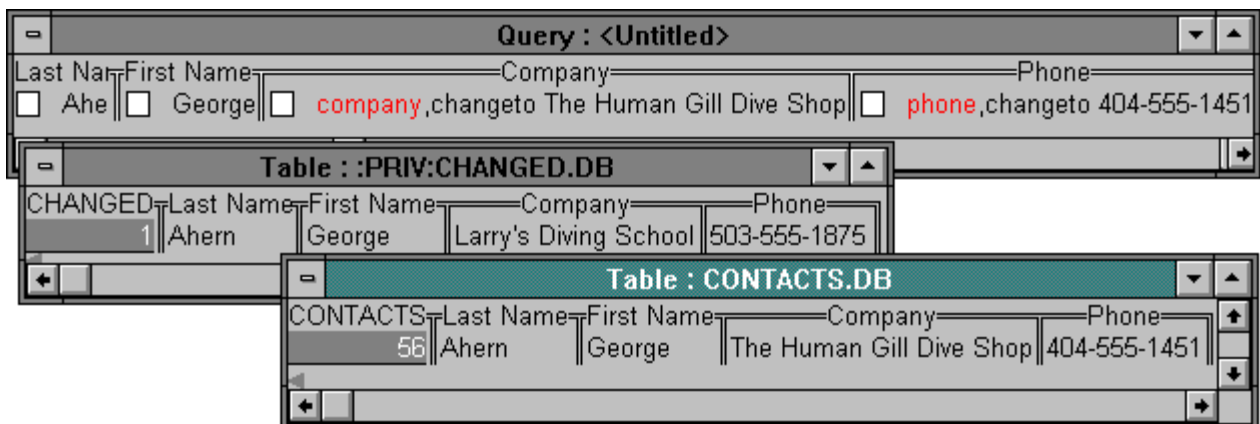 Query : <Untitled>
Last Nar First Name Company Phone
Ahe George company,changeto The Human Gill Dive Shop phone,changeto 404-555-1451
Table : :PRIV:CHANGED.DB
CHANGED Last Name First Name Company Phone
1 Ahern George Larry's Diving School 503-555-1875
Table : CONTACTS.DB
CONTACTS Last Name First Name Company Phone
56 Ahern George The Human Gill Dive Shop 404-555-1451